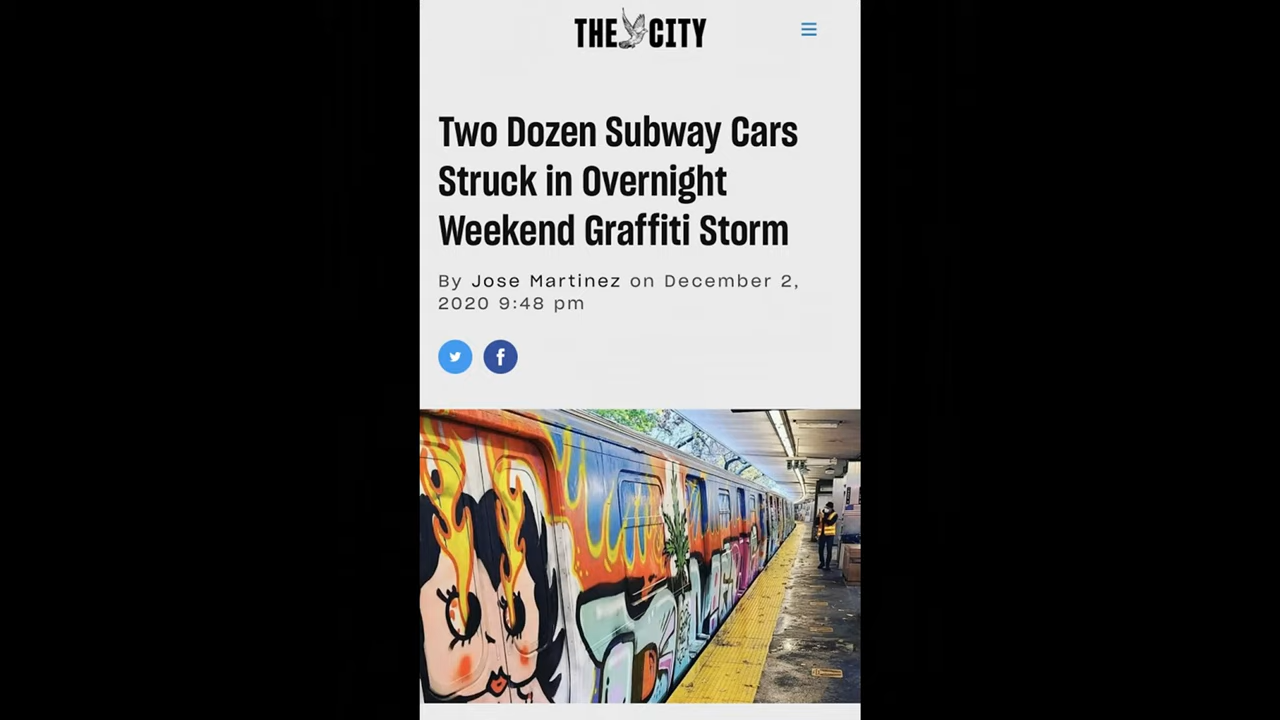 THE CITY
Two Dozen Subway Cars
Struck in Overnight
Weekend Graffiti Storm
By Jose Martinez on December 2,
2020 9:48 pm